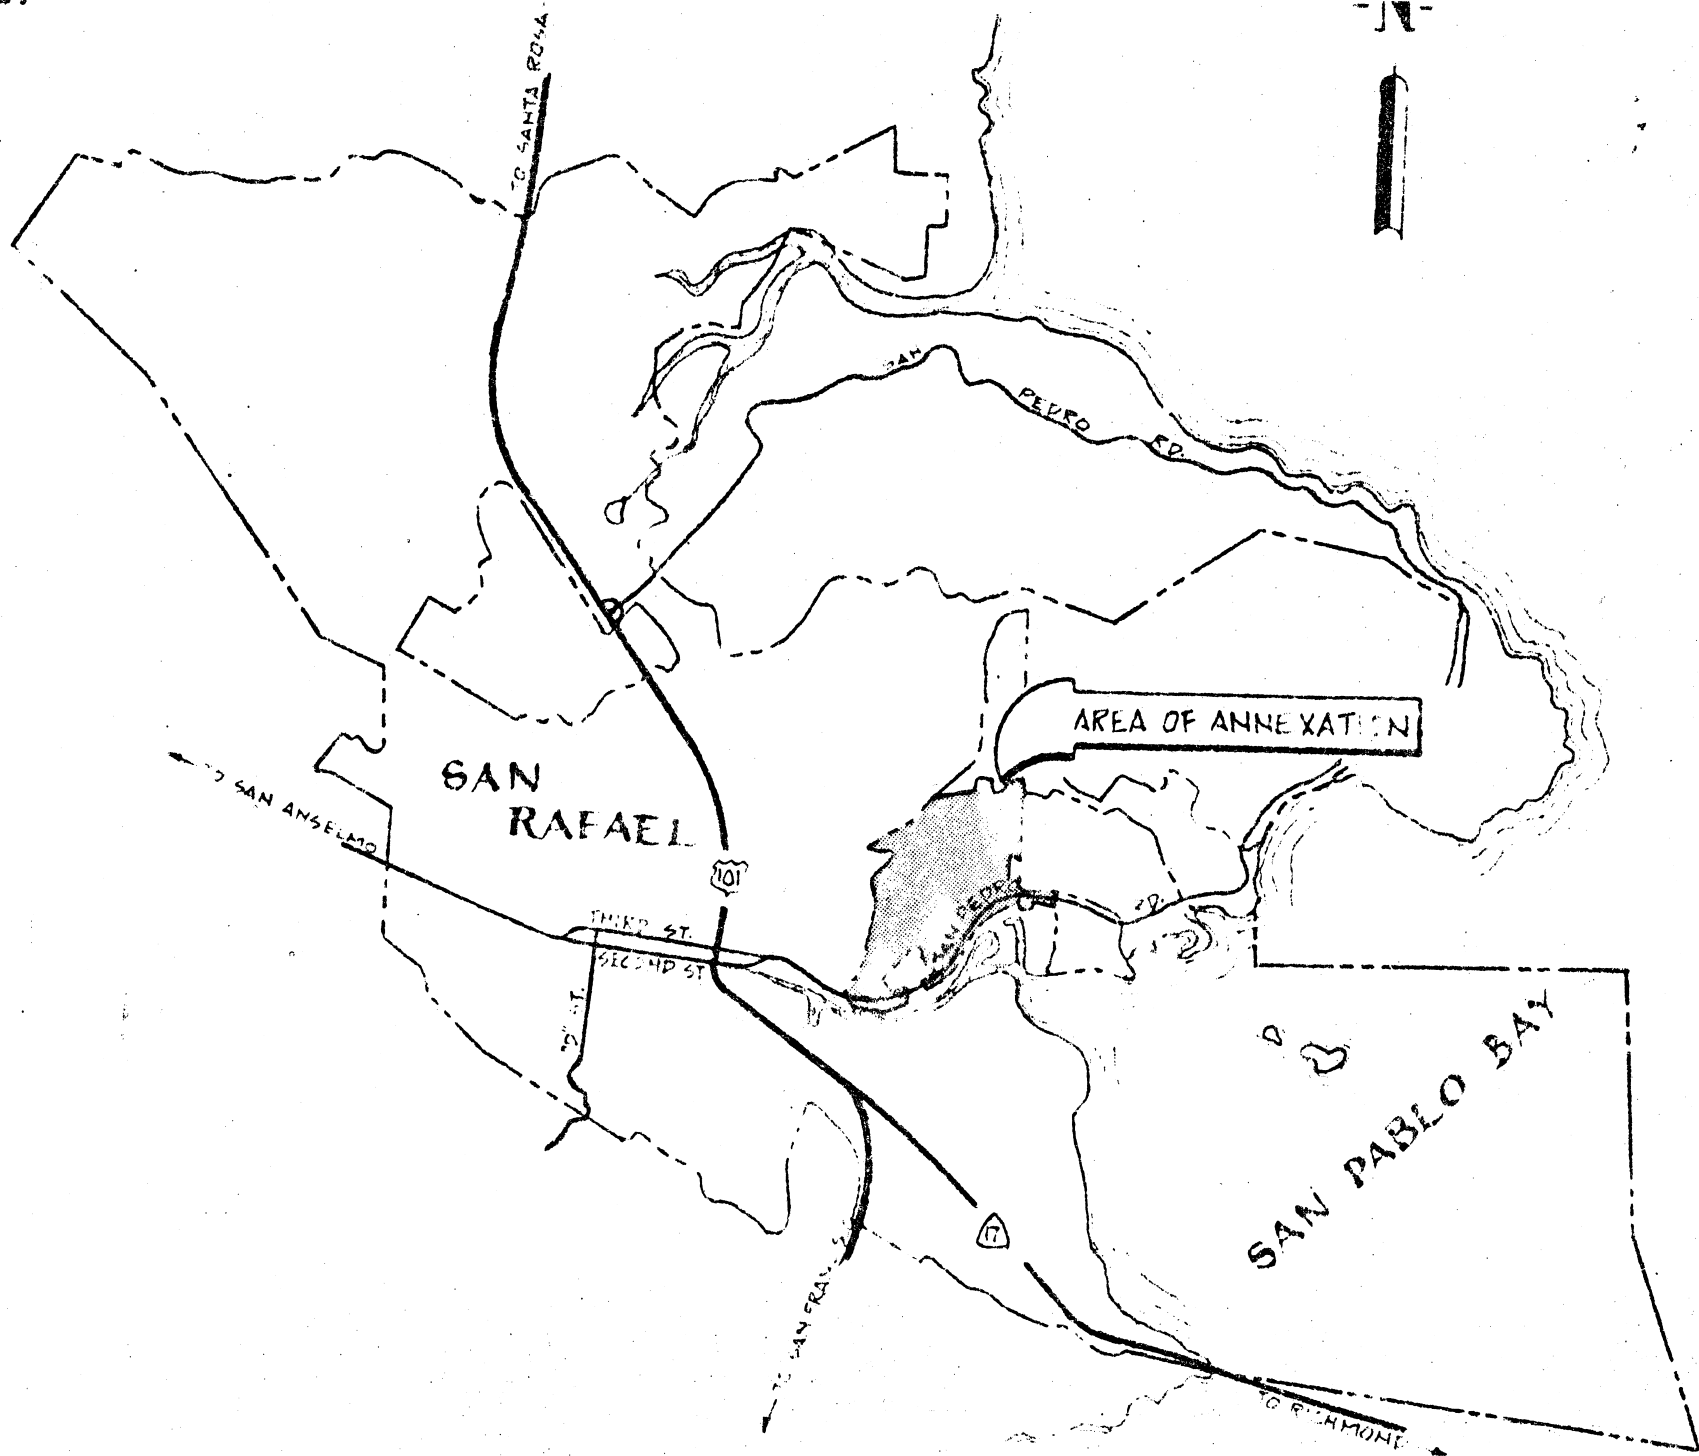 N
TO SANTA ROSA
SAN PEDRO RD.
AREA OF ANNEXATION
SAN
RAFAEL
TO SAN ANSELMO
101
THIRD ST.
SECOND ST
"D" ST.
SAN PEDRO RD.
SAN PABLO BAY
17
TO SAN FRAN
TO RICHMOND